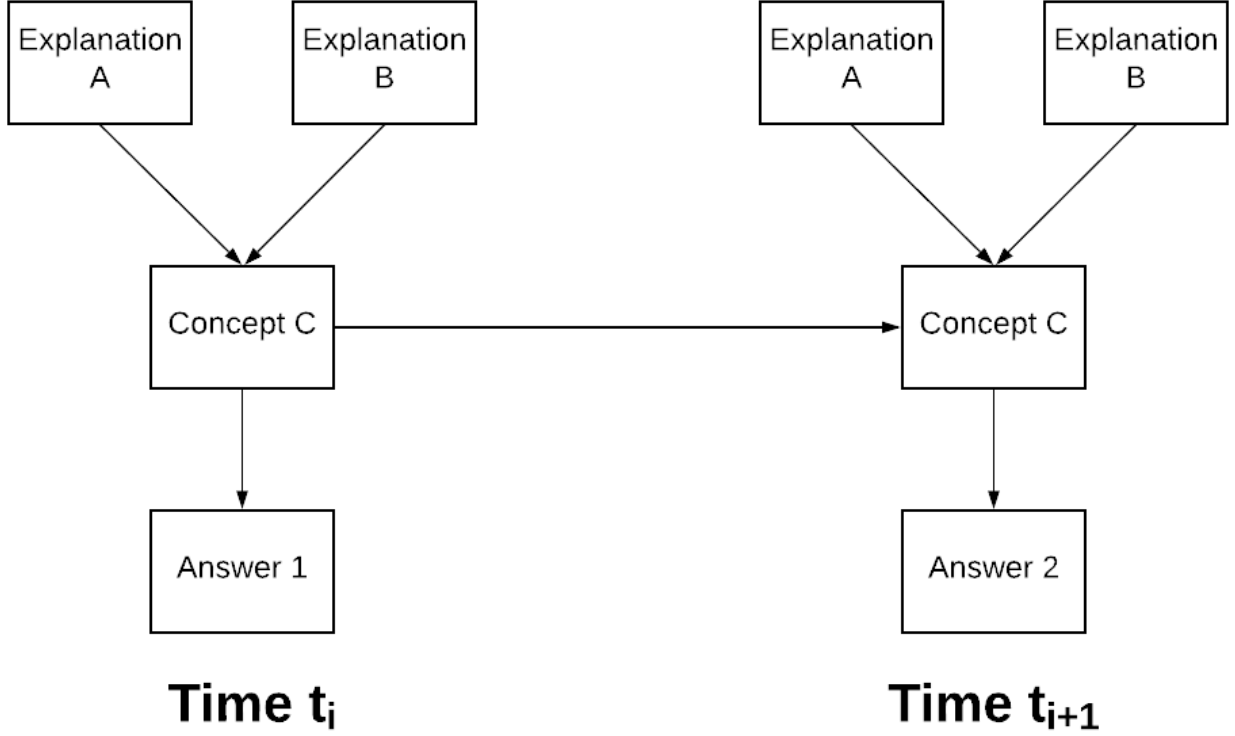 Explanation
A
Explanation
B
Explanation
A
Explanation
B
Concept C
Concept C
Answer 1
Answer 2
Time tᵢ
Time tᵢ₊₁